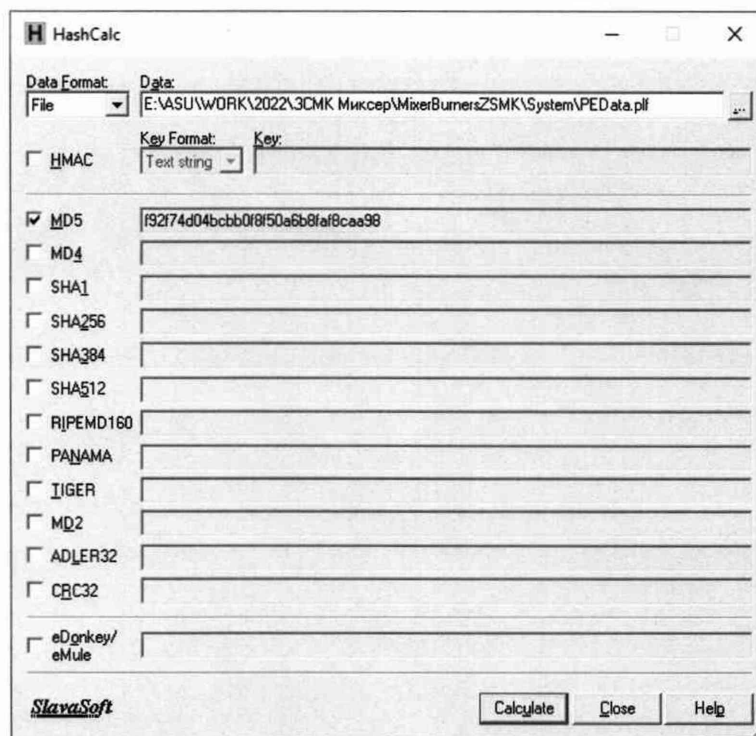 H HashCalc
Data Format: Data:
File E:\ASU\WORK\2022\ЗСМК Миксер\MixerBurnersZSMK\System\PEData.plf ...
Key Format: Key:
HMAC Text string
MD5 f92f74d04bcbb0f8f50a6b8faf8caa98
MD4
SHA1
SHA256
SHA384
SHA512
RIPEMD160
PANAMA
TIGER
MD2
ADLER32
CRC32
eDonkey/
eMule
SlavaSoft Calculate Close Help